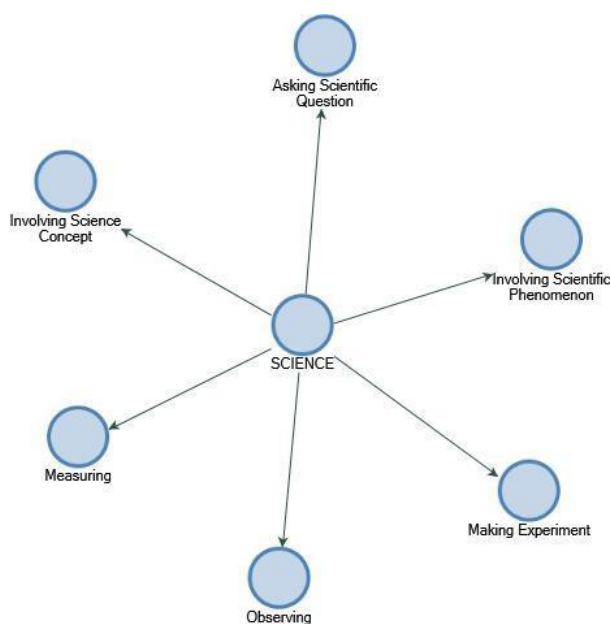 Asking Scientific
Question
Involving Science
Concept
Involving Scientific
Phenomenon
SCIENCE
Measuring
Making Experiment
Observing